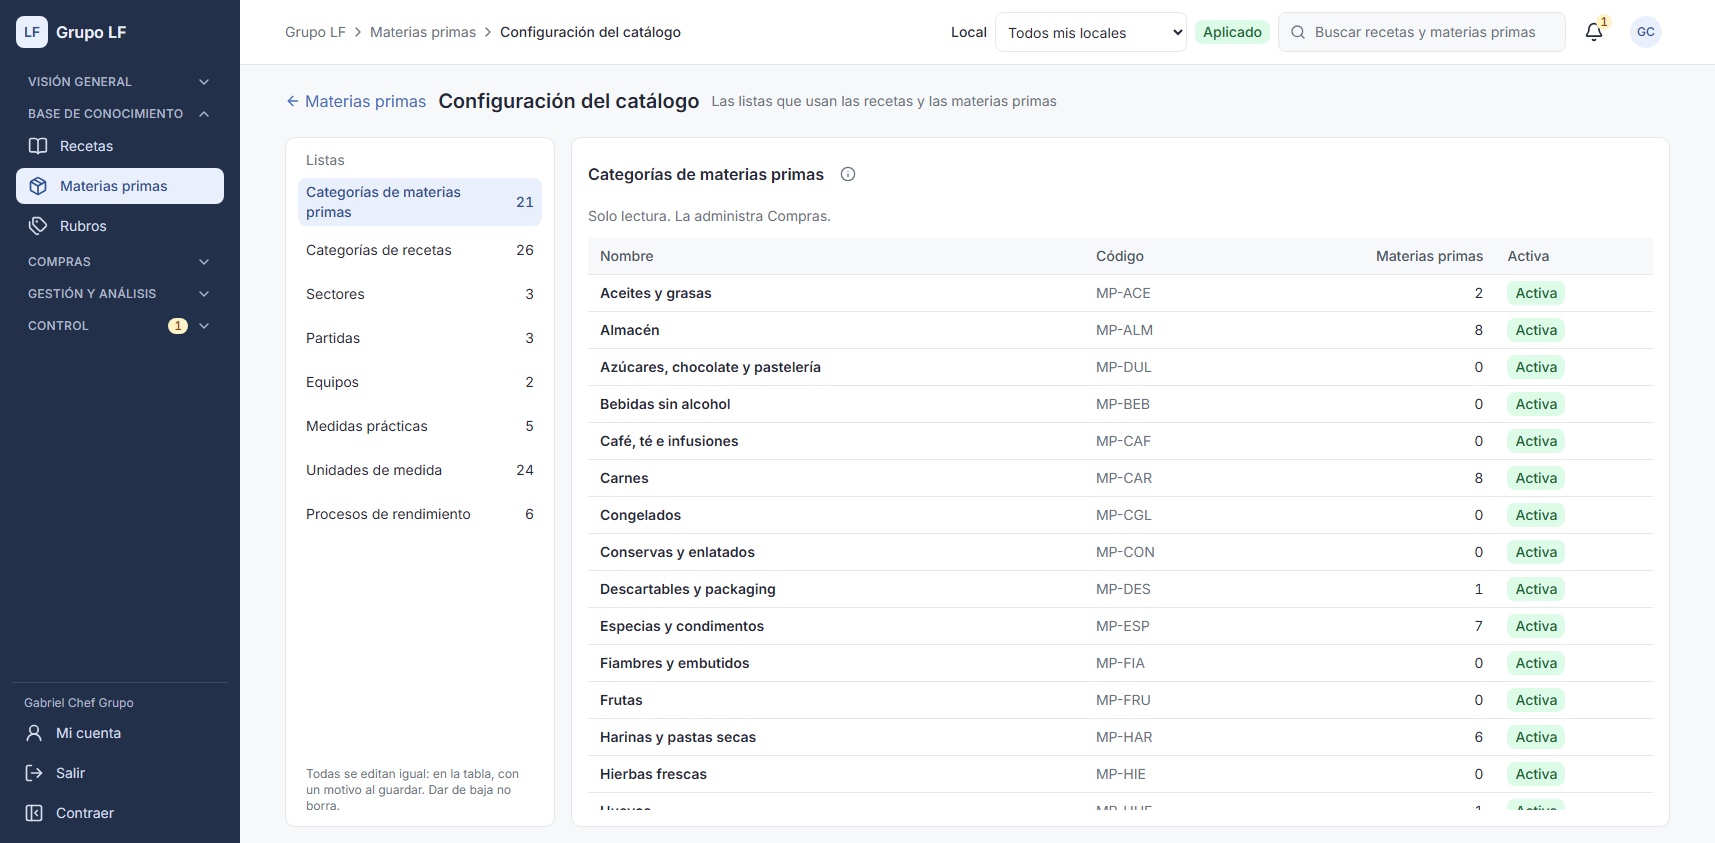 LF Grupo LF
VISIÓN GENERAL
BASE DE CONOCIMIENTO
Recetas
Materias primas
Rubros
COMPRAS
GESTIÓN Y ANÁLISIS
CONTROL 1
Gabriel Chef Grupo
Mi cuenta
Salir
Contraer
Grupo LF > Materias primas > Configuración del catálogo
Local Todos mis locales Aplicado Buscar recetas y materias primas 1 GC
← Materias primas Configuración del catálogo Las listas que usan las recetas y las materias primas
Listas
Categorías de materias
primas 21
Categorías de recetas 26
Sectores 3
Partidas 3
Equipos 2
Medidas prácticas 5
Unidades de medida 24
Procesos de rendimiento 6
Todas se editan igual: en la tabla, con
un motivo al guardar. Dar de baja no
borra.
Categorías de materias primas
Solo lectura. La administra Compras.
Nombre Código Materias primas Activa
Aceites y grasas MP-ACE 2 Activa
Almacén MP-ALM 8 Activa
Azúcares, chocolate y pastelería MP-DUL 0 Activa
Bebidas sin alcohol MP-BEB 0 Activa
Café, té e infusiones MP-CAF 0 Activa
Carnes MP-CAR 8 Activa
Congelados MP-CGL 0 Activa
Conservas y enlatados MP-CON 0 Activa
Descartables y packaging MP-DES 1 Activa
Especias y condimentos MP-ESP 7 Activa
Fiambres y embutidos MP-FIA 0 Activa
Frutas MP-FRU 0 Activa
Harinas y pastas secas MP-HAR 6 Activa
Hierbas frescas MP-HIE 0 Activa
Huevos MP-HUE 1 Activa